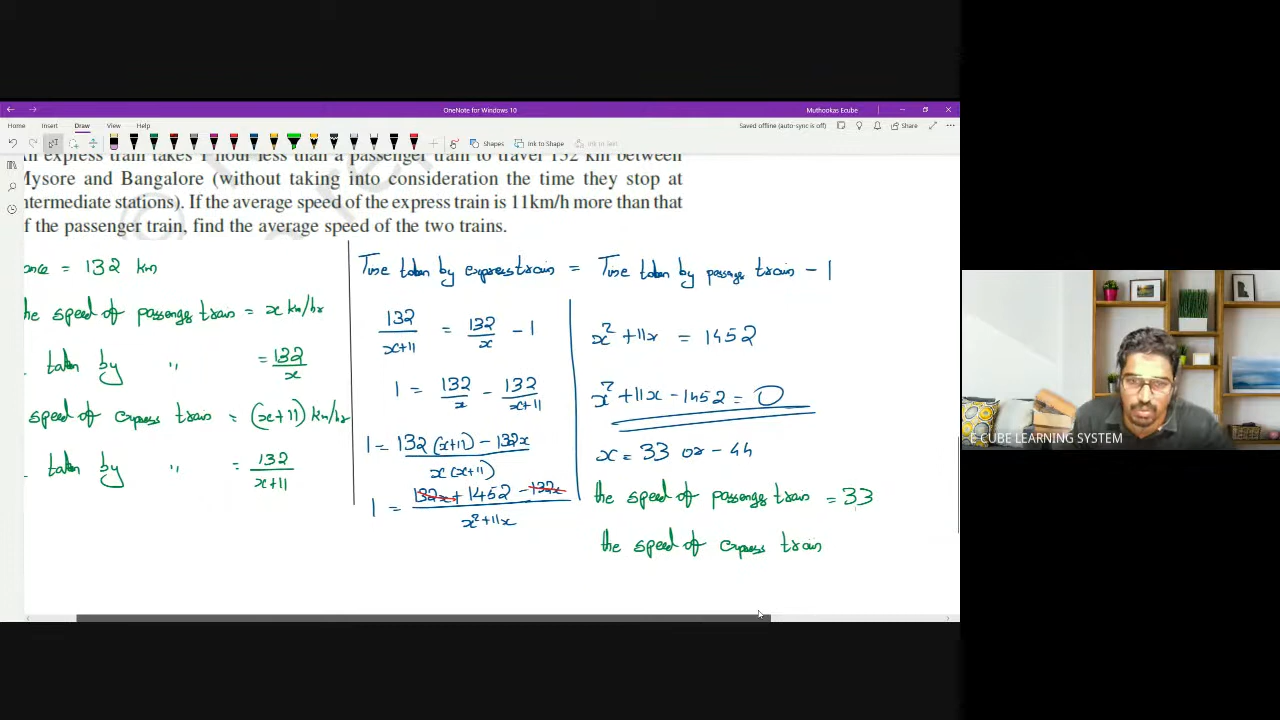 OneNote for Windows 10
Muthookas Ecube
Home Insert Draw View Help
Saved offline (auto-sync is off)
Share
Shapes
Ink to Shape
Ink to Text
n express train takes 1 hour less than a passenger train to travel 132 km between
Mysore and Bangalore (without taking into consideration the time they stop at
ntermediate stations). If the average speed of the express train is 11km/h more than that
f the passenger train, find the average speed of the two trains.
nce = 132 km
he speed of passenger train = x km/hr
taken by " = 132/x
speed of express train = (x+11) km/hr
taken by " = 132/x+11
Time taken by express train = Time taken by passenger train - 1
132/x+11 = 132/x - 1
1 = 132/x - 132/x+11
1 = 132(x+11) - 132x/x(x+11)
1 = 132x + 1452 - 132x/x²+11x
x² + 11x = 1452
x² + 11x - 1452 = 0
x = 33 or - 44
the speed of passenger train = 33
the speed of express train
E CUBE LEARNING SYSTEM